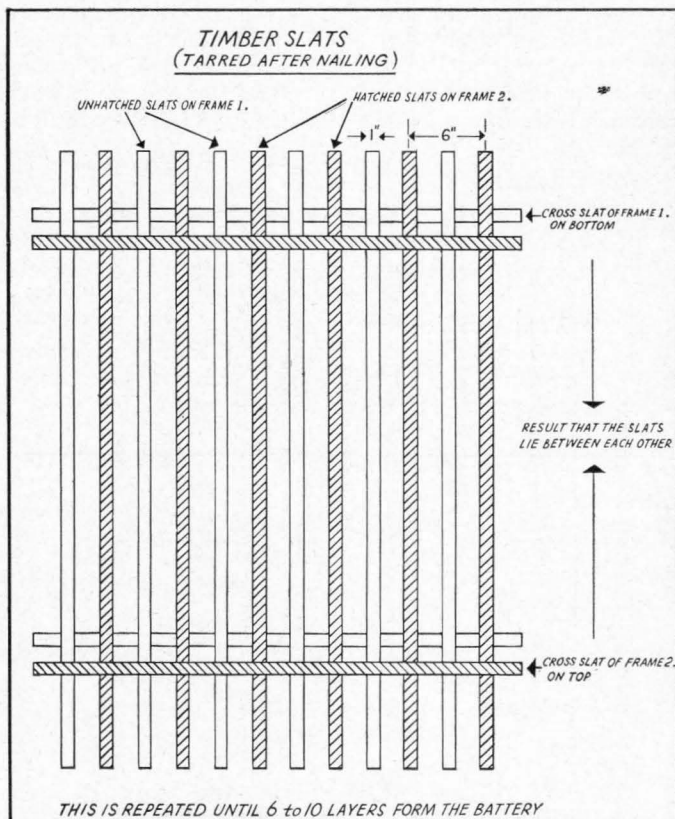 TIMBER SLATS
(TARRED AFTER NAILING)
UNHATCHED SLATS ON FRAME 1.
HATCHED SLATS ON FRAME 2.
1"
6"
CROSS SLAT OF FRAME 1.
ON BOTTOM
RESULT THAT THE SLATS
LIE BETWEEN EACH OTHER
CROSS SLAT OF FRAME 2.
ON TOP
THIS IS REPEATED UNTIL 6 to 10 LAYERS FORM THE BATTERY